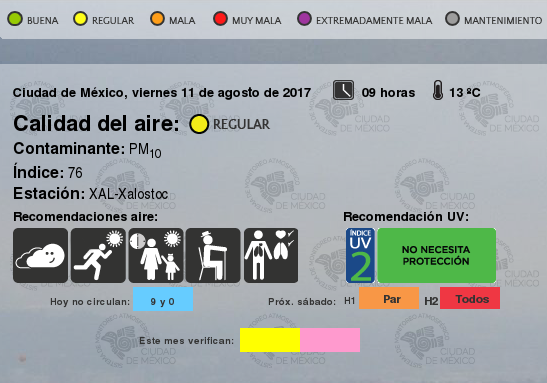 BUENA REGULAR MALA MUY MALA EXTREMADAMENTE MALA MANTENIMIENTO
Ciudad de México, viernes 11 de agosto de 2017 09 horas 13 ºC
Calidad del aire: REGULAR
Contaminante: PM10
Índice: 76
Estación: XAL-Xalostoc
Recomendaciones aire: Recomendación UV:
ÍNDICE
UV
2
NO NECESITA
PROTECCIÓN
Hoy no circulan: 9 y 0 Próx. sábado: H1 Par H2 Todos
Este mes verifican:
CIUDAD
DE MÉXICO